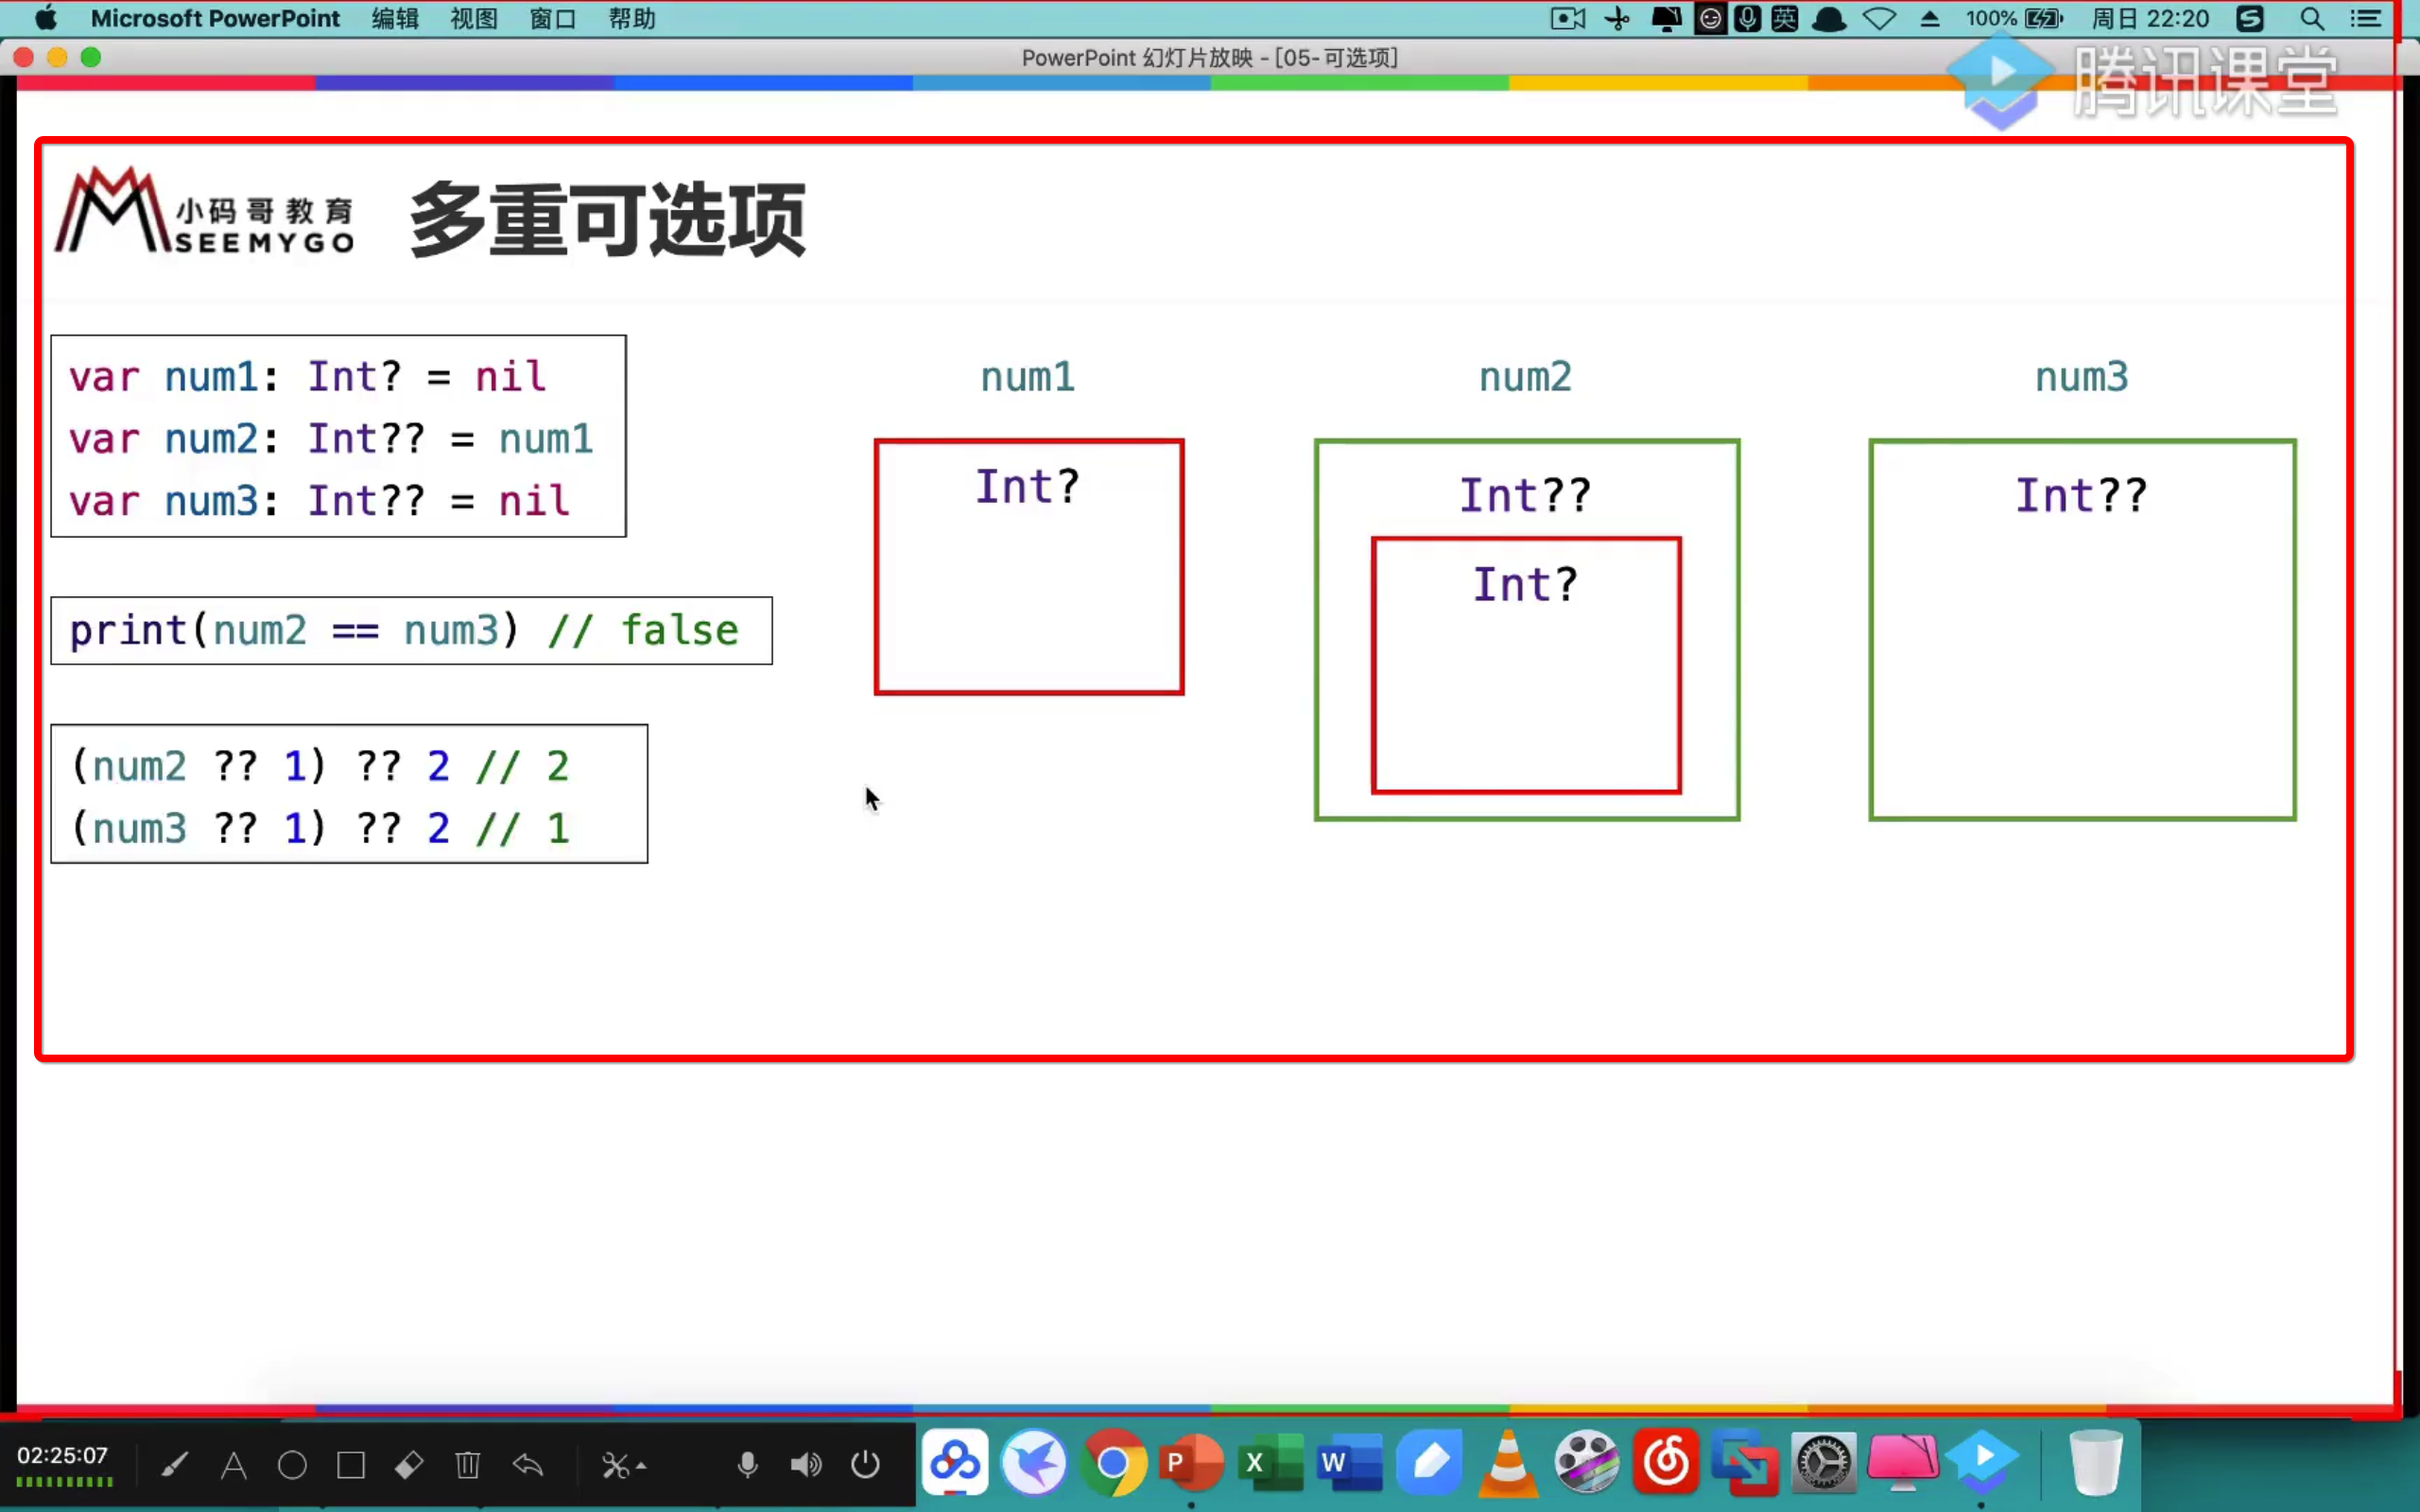 Microsoft PowerPoint 编辑 视图 窗口 帮助 英 100% 周日 22:20
PowerPoint 幻灯片放映 - [05-可选项]
腾讯课堂
小码哥教育
SEEMYGO
多重可选项
var num1: Int? = nil
var num2: Int?? = num1
var num3: Int?? = nil
print(num2 == num3) // false
(num2 ?? 1) ?? 2 // 2
(num3 ?? 1) ?? 2 // 1
num1
Int?
num2
Int??
Int?
num3
Int??
02:25:07